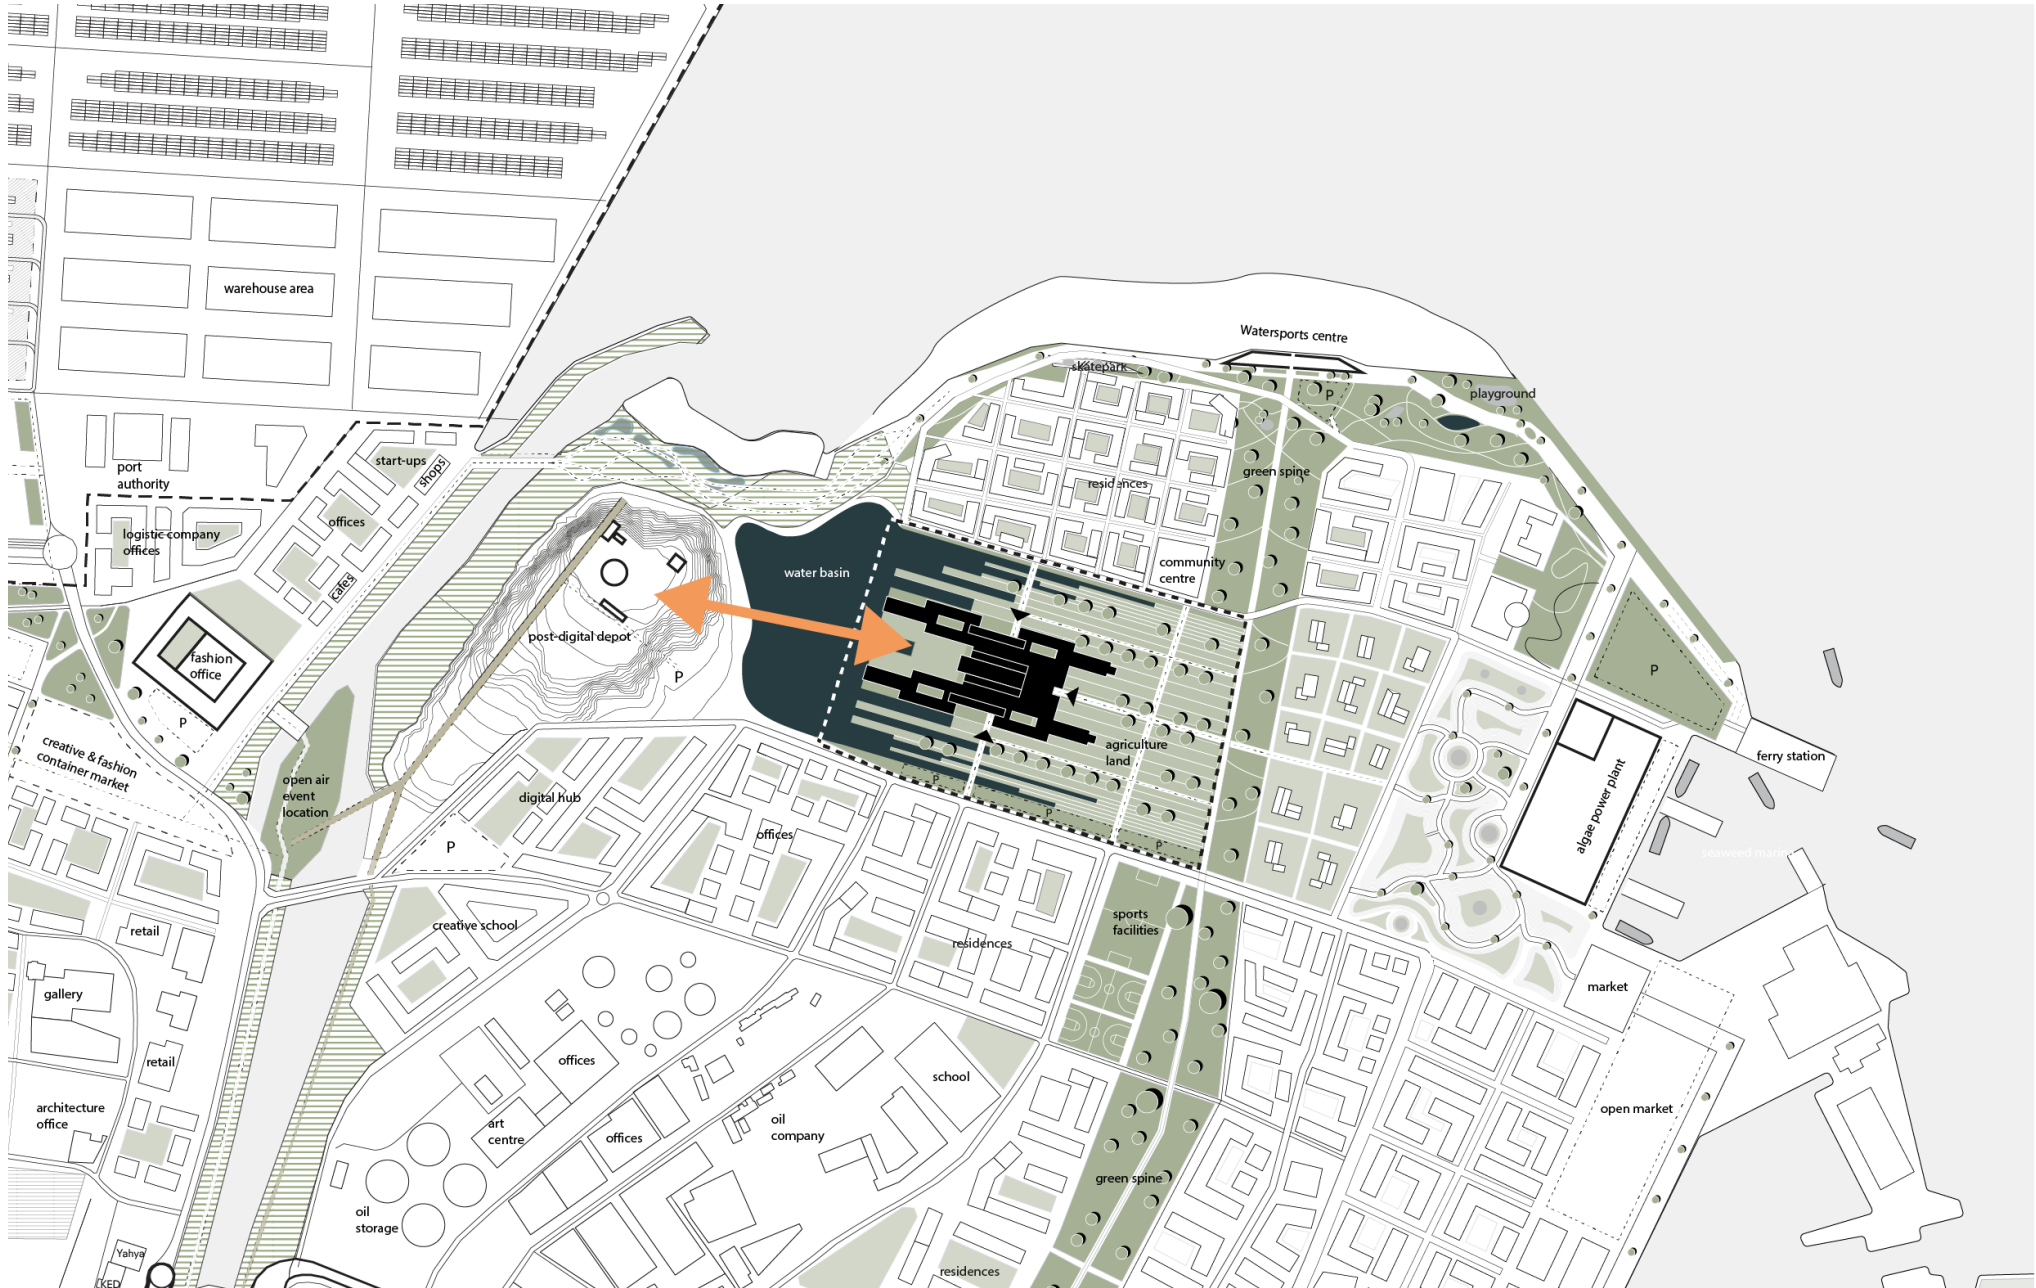 warehouse area
Watersports centre
skatepark
playground
P
port
authority
start-ups
shops
offices
logistic company
offices
cafes
residences
green spine
community
centre
water basin
post-digital depot
P
fashion
office
P
P
creative & fashion
container market
open air
event
location
digital hub
P
offices
agriculture
land
P
P
P
algae power plant
ferry station
seaweed marin
creative school
sports
facilities
residences
retail
gallery
retail
architecture
office
offices
art
centre
offices
oil
company
school
market
open market
green spine
oil
storage
Yahya
KED
residences